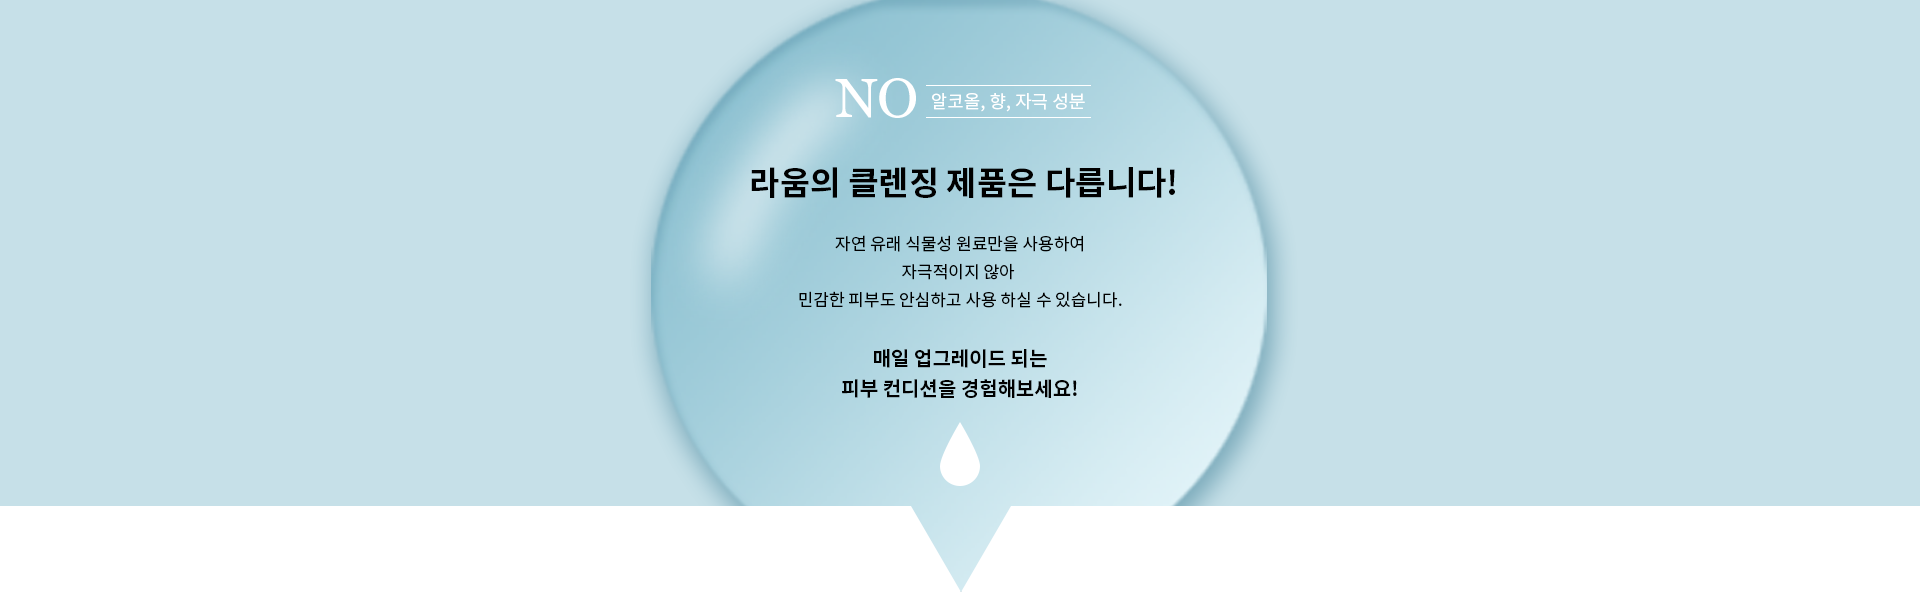 NO 알코올, 향, 자극 성분
라움의 클렌징 제품은 다릅니다!
자연 유래 식물성 원료만을 사용하여
자극적이지 않아
민감한 피부도 안심하고 사용 하실 수 있습니다.
매일 업그레이드 되는
피부 컨디션을 경험해보세요!